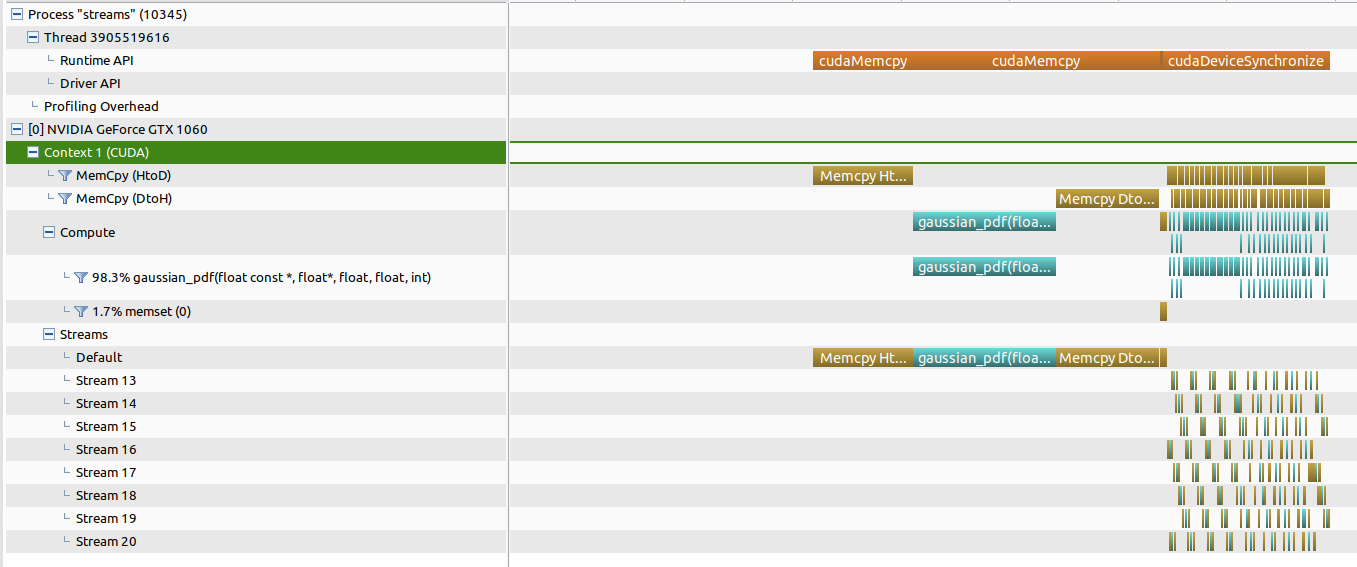 Process "streams" (10345)
Thread 3905519616
Runtime API cudaMemcpy cudaMemcpy cudaDeviceSynchronize
Driver API
Profiling Overhead
[0] NVIDIA GeForce GTX 1060
Context 1 (CUDA)
MemCpy (HtoD) Memcpy Ht...
MemCpy (DtoH) Memcpy Dto...
Compute gaussian_pdf(floa...
98.3% gaussian_pdf(float const *, float*, float, float, int) gaussian_pdf(floa...
1.7% memset (0)
Streams
Default Memcpy Ht... gaussian_pdf(floa... Memcpy Dto...
Stream 13
Stream 14
Stream 15
Stream 16
Stream 17
Stream 18
Stream 19
Stream 20